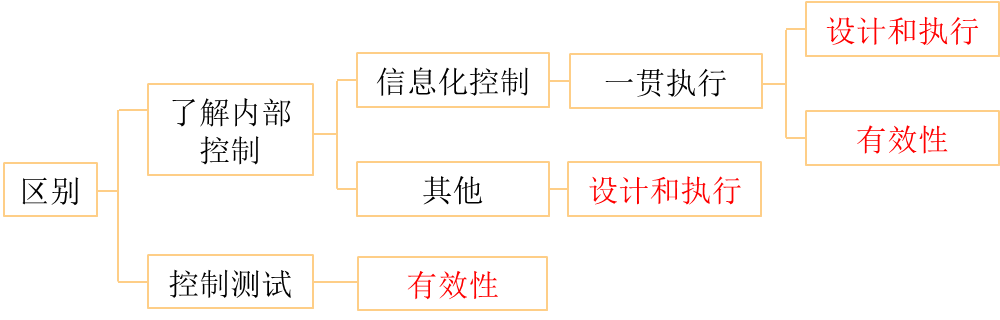 设计和执行
信息化控制
一贯执行
了解内部
控制
有效性
区别
其他
设计和执行
控制测试
有效性